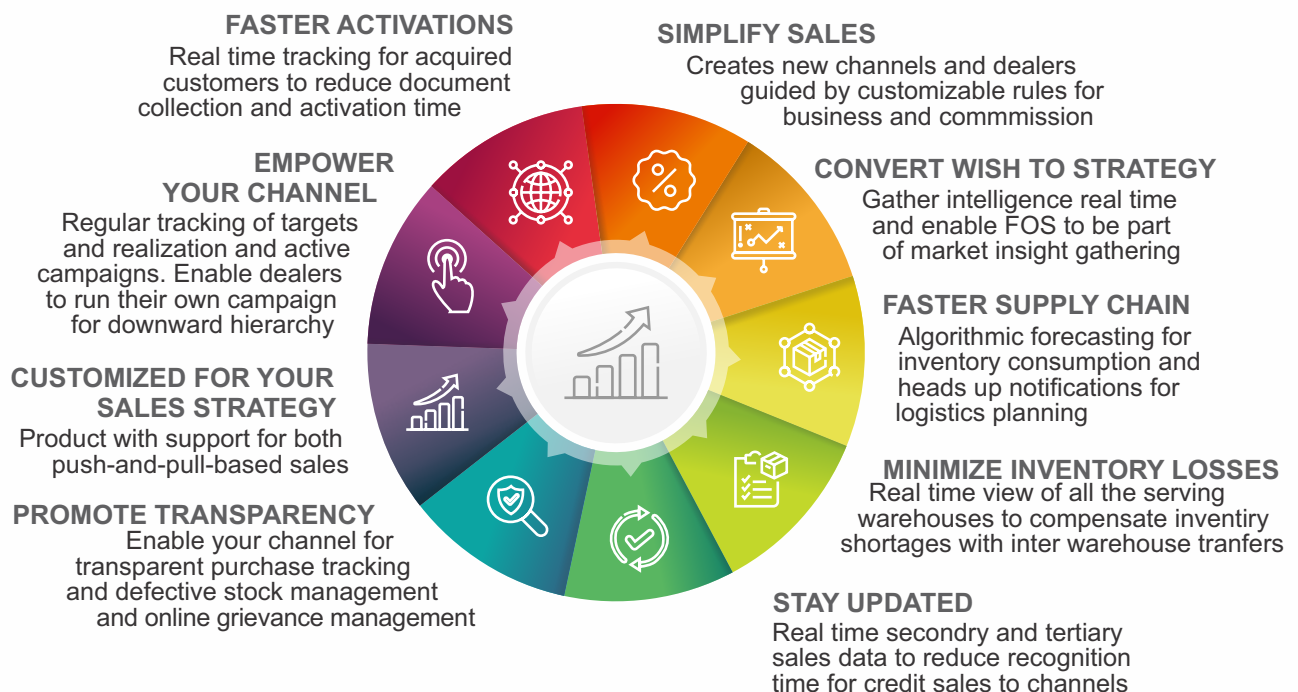 FASTER ACTIVATIONS
Real time tracking for acquired
customers to reduce document
collection and activation time
EMPOWER
YOUR CHANNEL
Regular tracking of targets
and realization and active
campaigns. Enable dealers
to run their own campaign
for downward hierarchy
CUSTOMIZED FOR YOUR
SALES STRATEGY
Product with support for both
push-and-pull-based sales
PROMOTE TRANSPARENCY
Enable your channel for
transparent purchase tracking
and defective stock management
and online grievance management
SIMPLIFY SALES
Creates new channels and dealers
guided by customizable rules for
business and commmission
CONVERT WISH TO STRATEGY
Gather intelligence real time
and enable FOS to be part
of market insight gathering
FASTER SUPPLY CHAIN
Algorithmic forecasting for
inventory consumption and
heads up notifications for
logistics planning
MINIMIZE INVENTORY LOSSES
Real time view of all the serving
warehouses to compensate inventiry
shortages with inter warehouse tranfers
STAY UPDATED
Real time secondry and tertiary
sales data to reduce recognition
time for credit sales to channels